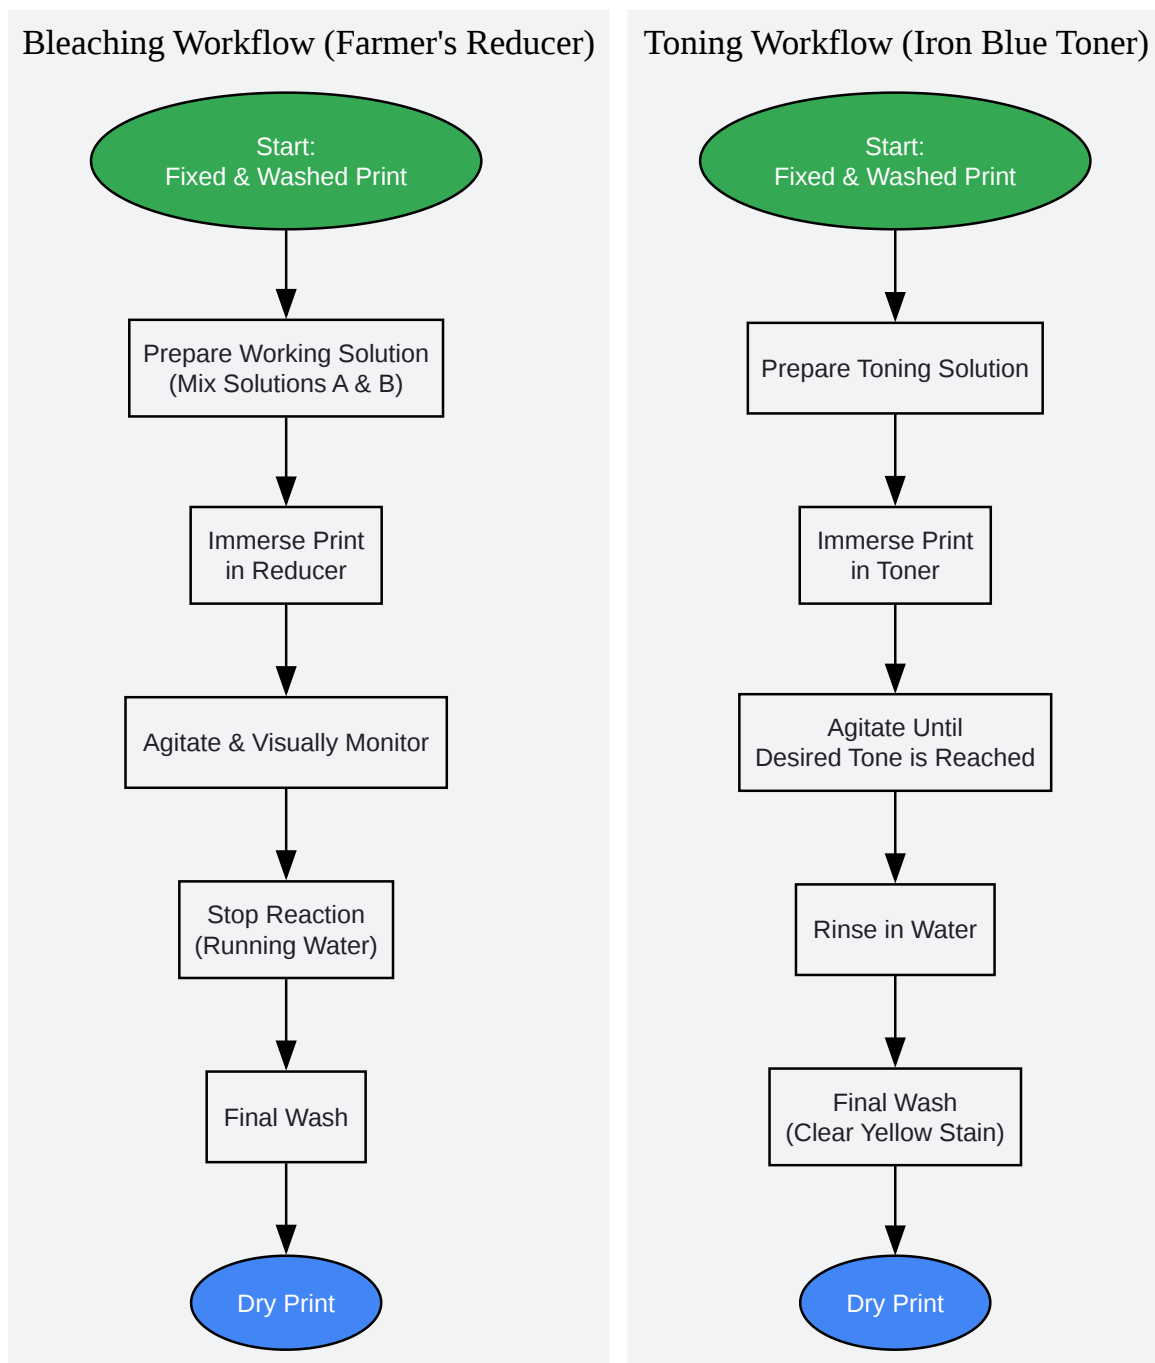 Bleaching Workflow (Farmer's Reducer)
Start:
Fixed & Washed Print
Prepare Working Solution
(Mix Solutions A & B)
Immerse Print
in Reducer
Agitate & Visually Monitor
Stop Reaction
(Running Water)
Final Wash
Dry Print
Toning Workflow (Iron Blue Toner)
Start:
Fixed & Washed Print
Prepare Toning Solution
Immerse Print
in Toner
Agitate Until
Desired Tone is Reached
Rinse in Water
Final Wash
(Clear Yellow Stain)
Dry Print